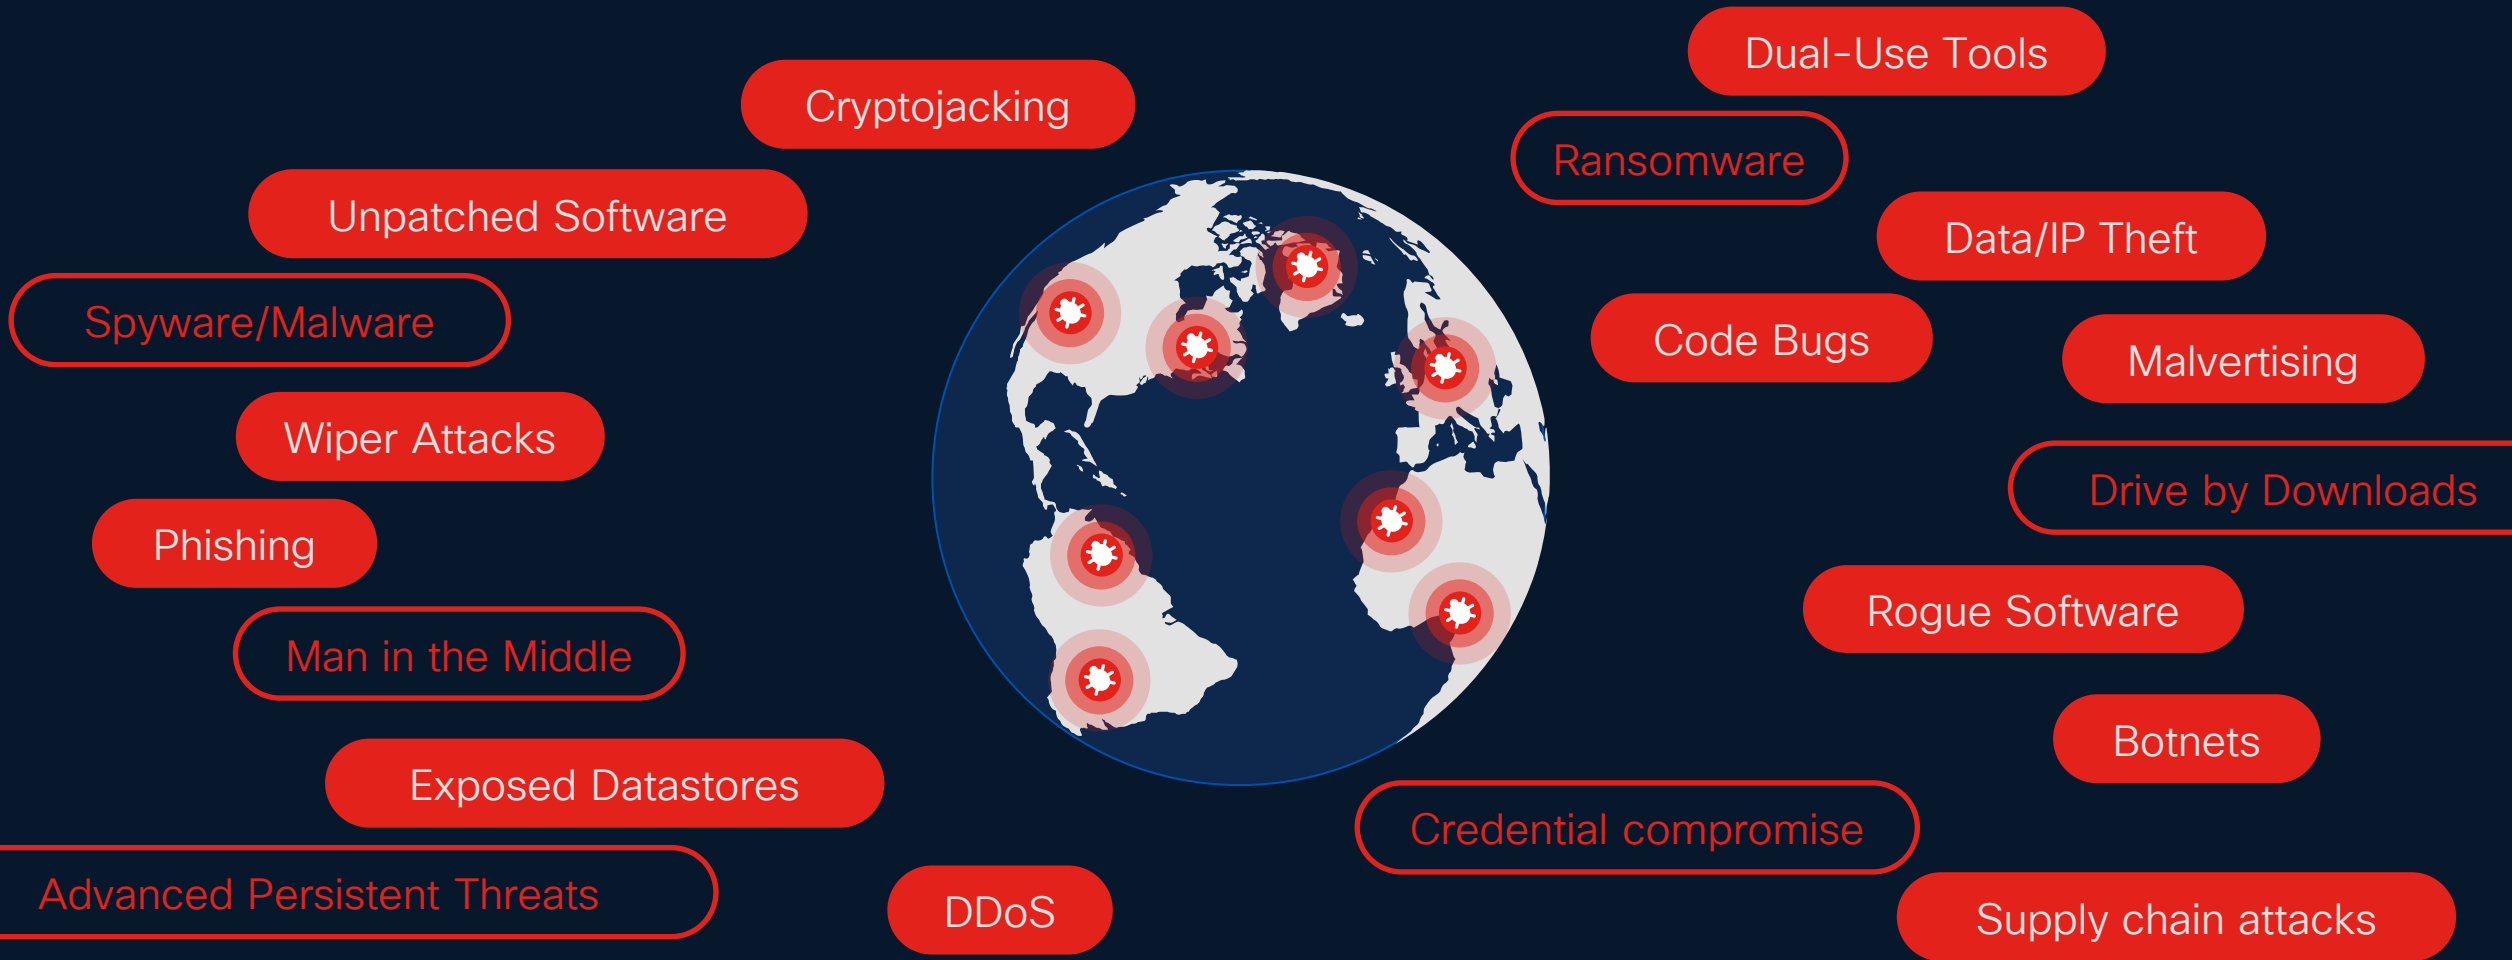 Dual-Use Tools
Cryptojacking
Ransomware
Unpatched Software
Data/IP Theft
Spyware/Malware
Code Bugs
Malvertising
Wiper Attacks
Drive by Downloads
Phishing
Rogue Software
Man in the Middle
Botnets
Exposed Datastores
Credential compromise
Advanced Persistent Threats
DDoS
Supply chain attacks